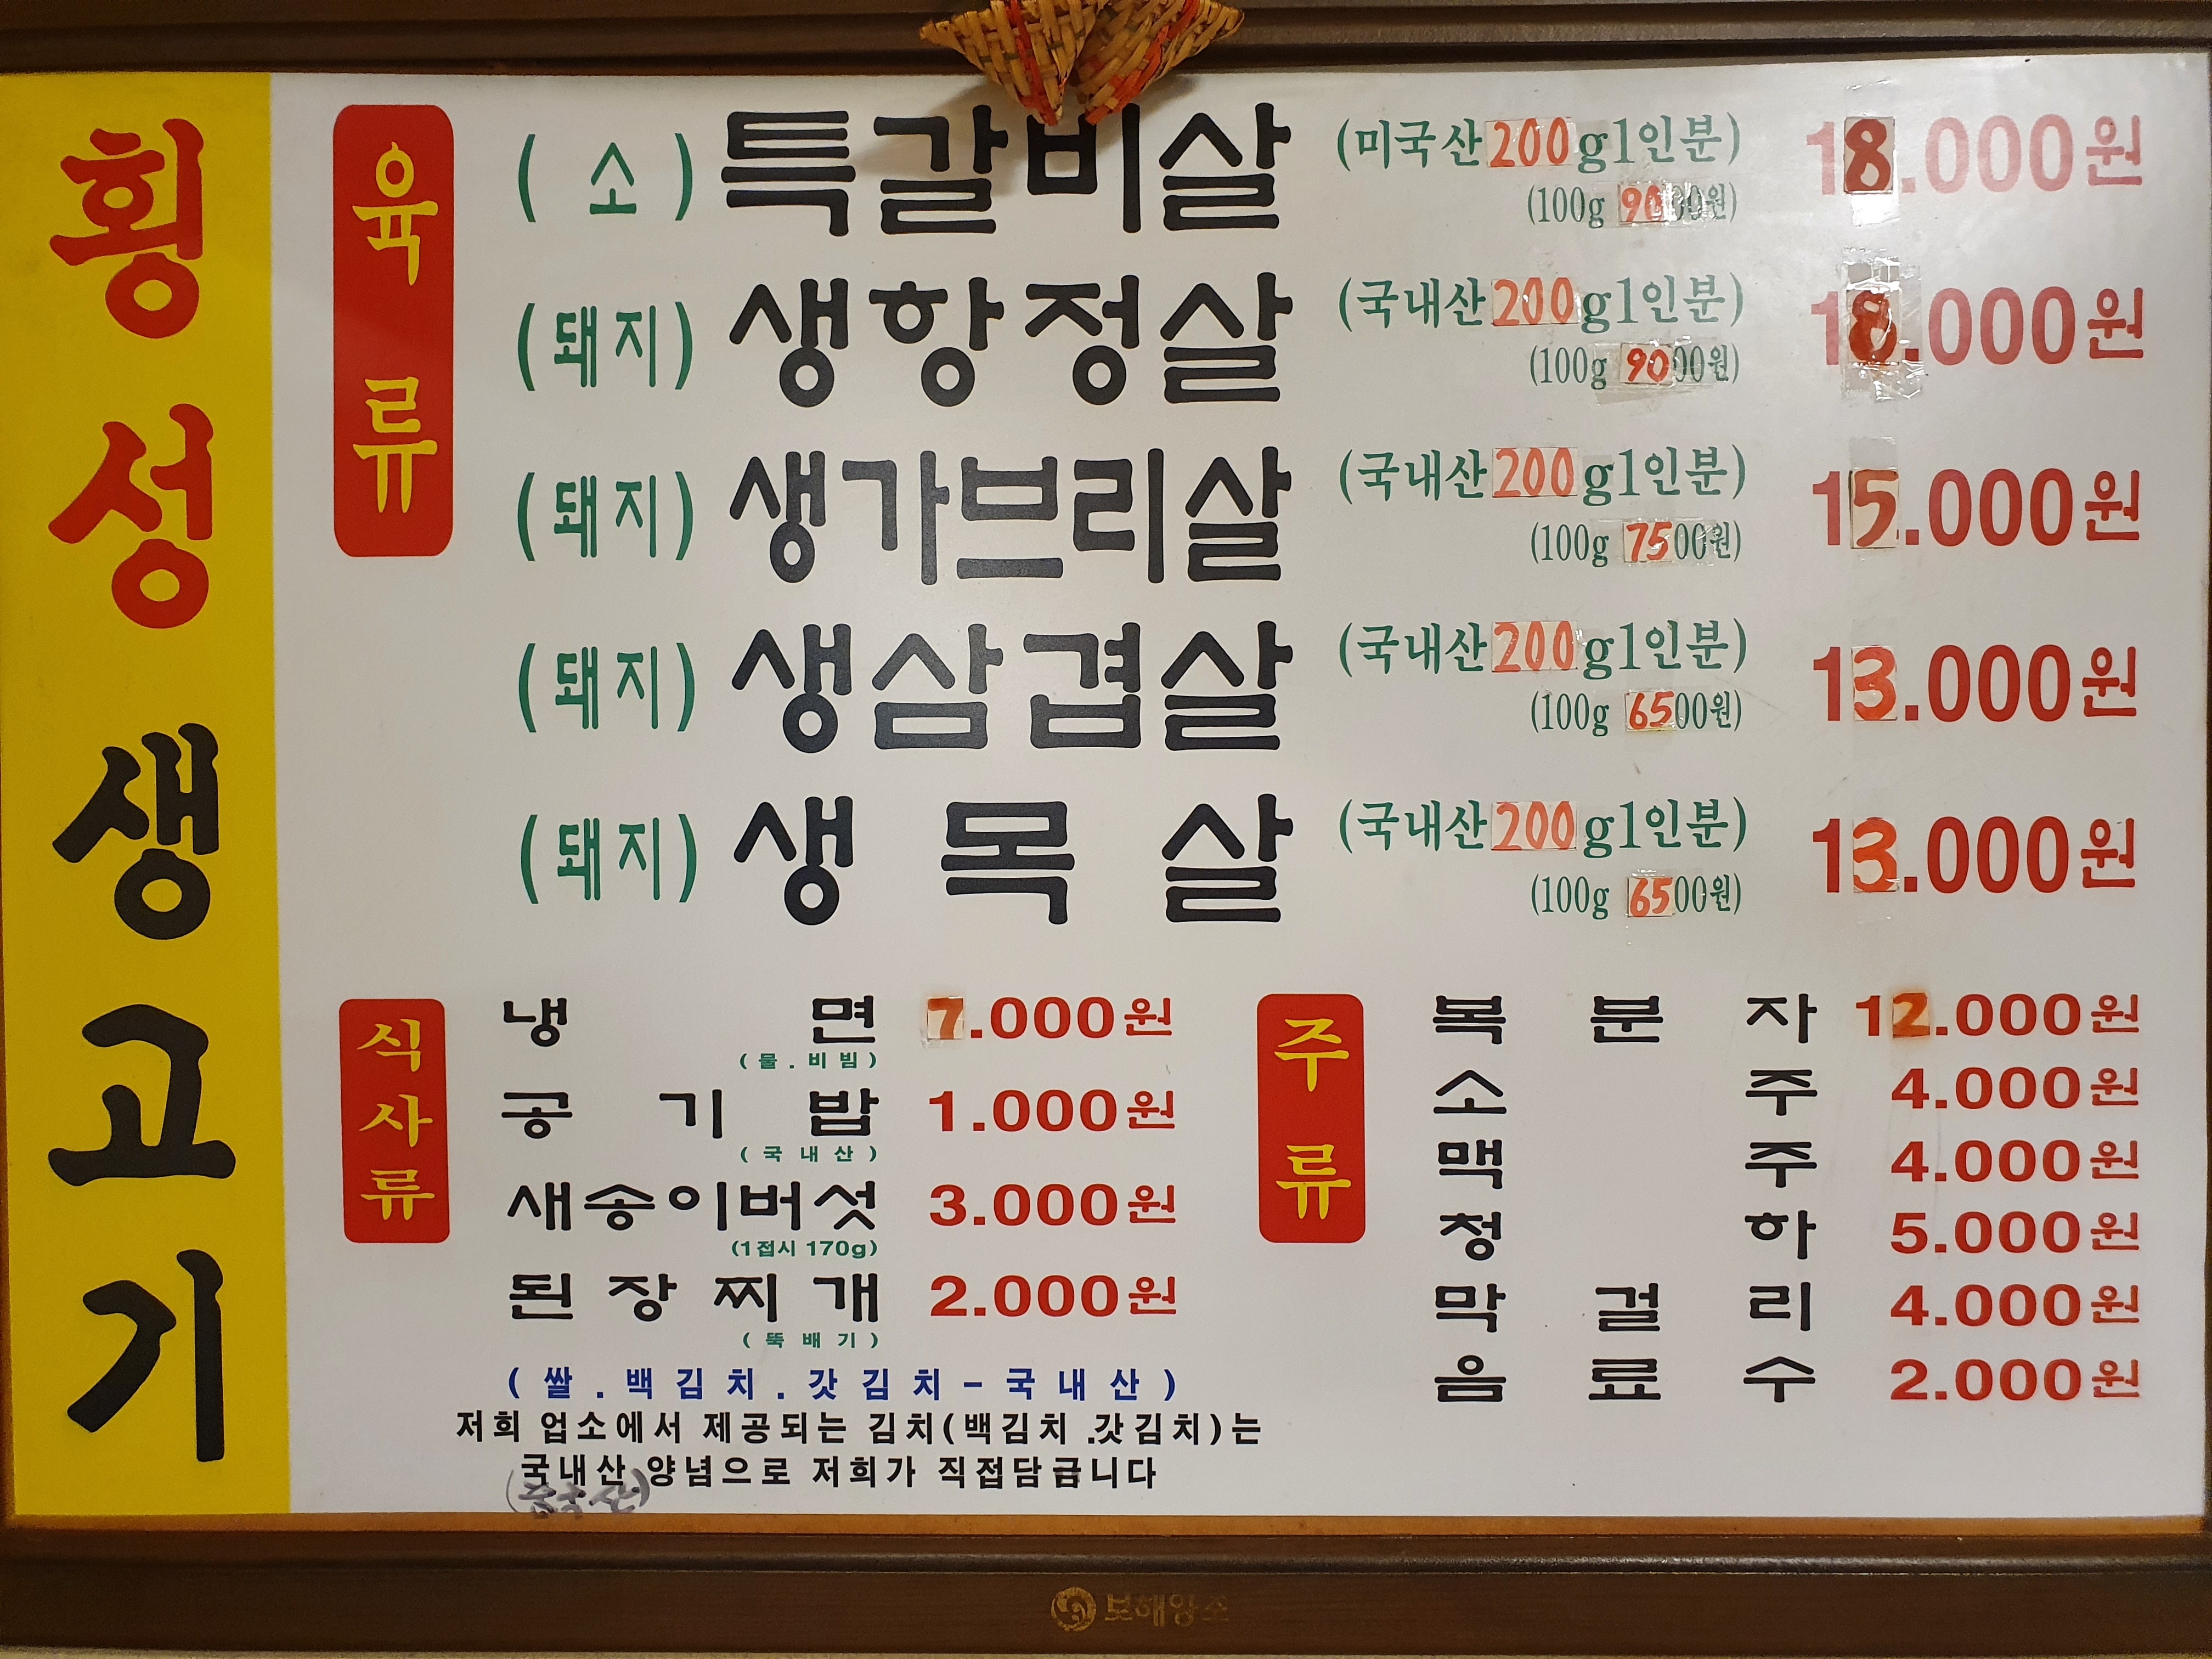 횡성생고기
육류
(소) 특갈비살 (미국산200g1인분) 18.000원
(100g 9000원)
(돼지) 생항정살 (국내산200g1인분) 18.000원
(100g 9000원)
(돼지) 생가브리살 (국내산200g1인분) 15.000원
(100g 7500원)
(돼지) 생삼겹살 (국내산200g1인분) 13.000원
(100g 6500원)
(돼지) 생목살 (국내산200g1인분) 13.000원
(100g 6500원)
식사류
냉면 7.000원
(물.비빔)
공기밥 1.000원
(국내산)
새송이버섯 3.000원
(1접시 170g)
된장찌개 2.000원
(뚝배기)
(쌀.백김치.갓김치-국내산)
저희 업소에서 제공되는 김치(백김치.갓김치)는
국내산 양념으로 저희가 직접담급니다
(중국산)
주류
복분자 12.000원
소주 4.000원
맥주 4.000원
청하 5.000원
막걸리 4.000원
음료수 2.000원
보해양조